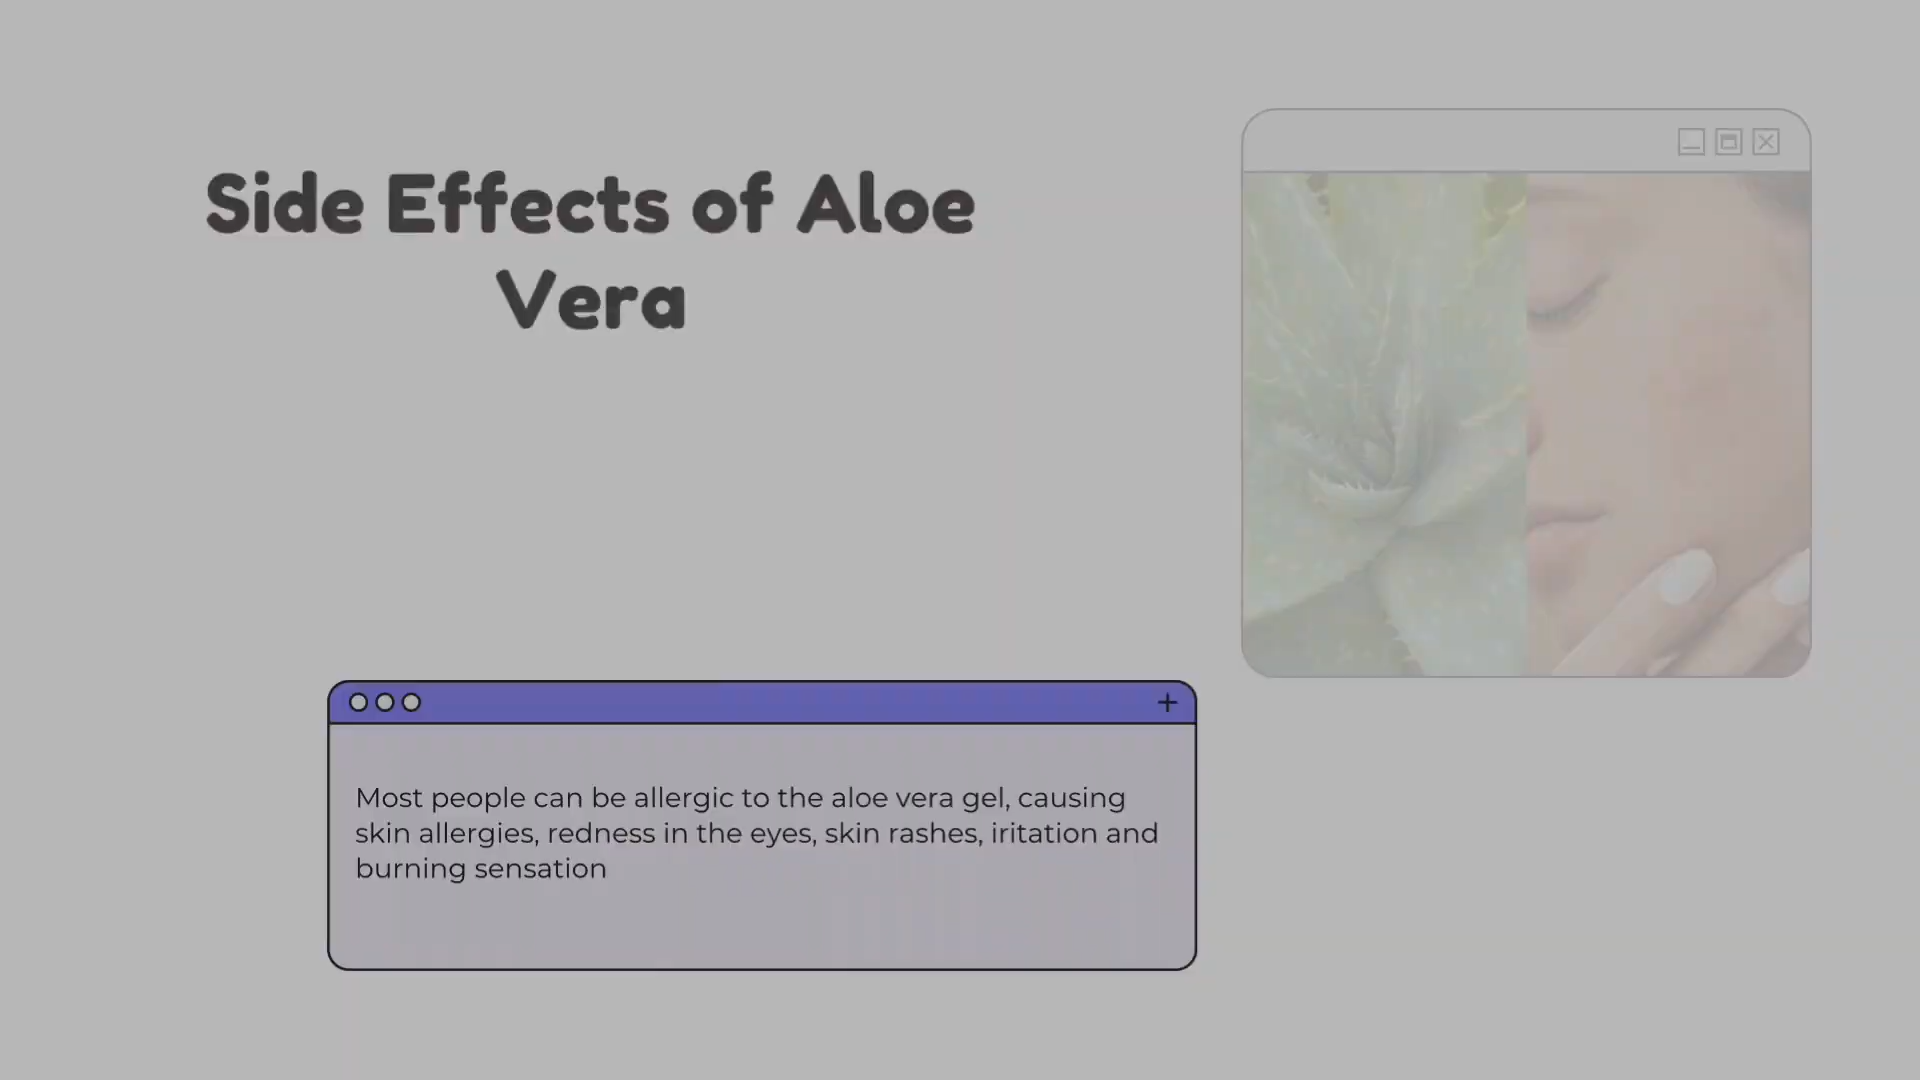 Side Effects of Aloe
Vera
Most people can be allergic to the aloe vera gel, causing
skin allergies, redness in the eyes, skin rashes, iritation and
burning sensation